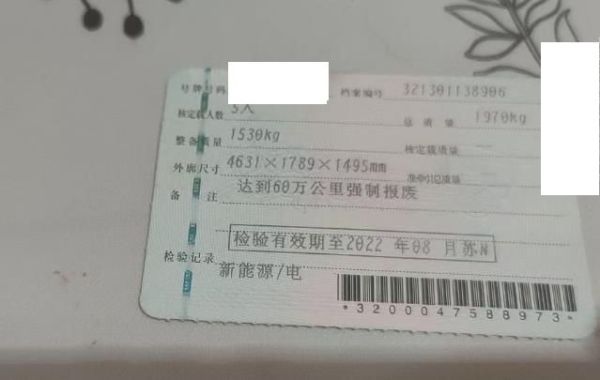 号牌号码 档案编号 321301138906
核定载人数 5人 总质量 1970kg
整备质量 1530kg 核定载质量
外廓尺寸 4631×1789×1495mm 准牵引总质量
备注 达到60万公里强制报废
检验有效期至2022 年08 月苏N
检验记录
新能源/电
*3200047588973*